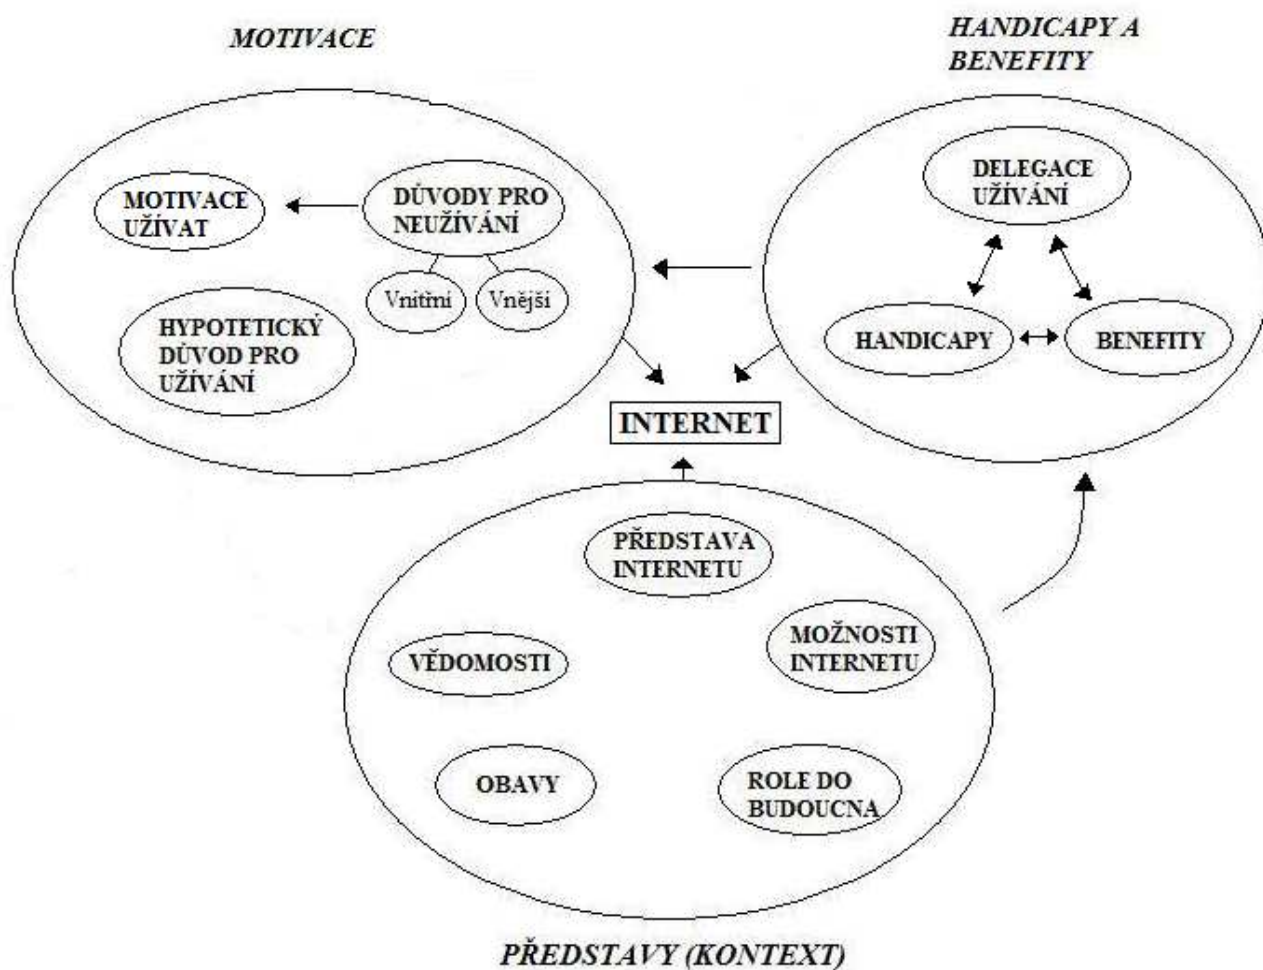 MOTIVACE
HANDICAPY A
BENEFITY
MOTIVACE
UŽÍVAT
DŮVODY PRO
NEUŽÍVÁNÍ
Vnitřní
Vnější
HYPOTETICKÝ
DŮVOD PRO
UŽÍVÁNÍ
DELEGACE
UŽÍVÁNÍ
HANDICAPY
BENEFITY
INTERNET
PŘEDSTAVA
INTERNETU
VĚDOMOSTI
MOŽNOSTI
INTERNETU
OBAVY
ROLE DO
BUDOUCNA
PŘEDSTAVY (KONTEXT)